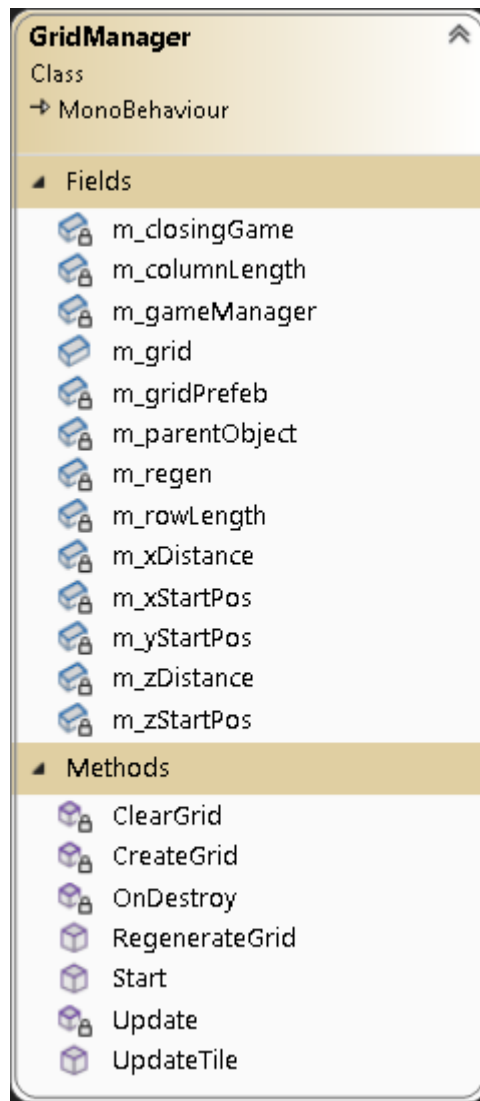 GridManager
Class
MonoBehaviour
Fields
m_closingGame
m_columnLength
m_gameManager
m_grid
m_gridPrefeb
m_parentObject
m_regen
m_rowLength
m_xDistance
m_xStartPos
m_yStartPos
m_zDistance
m_zStartPos
Methods
ClearGrid
CreateGrid
OnDestroy
RegenerateGrid
Start
Update
UpdateTile